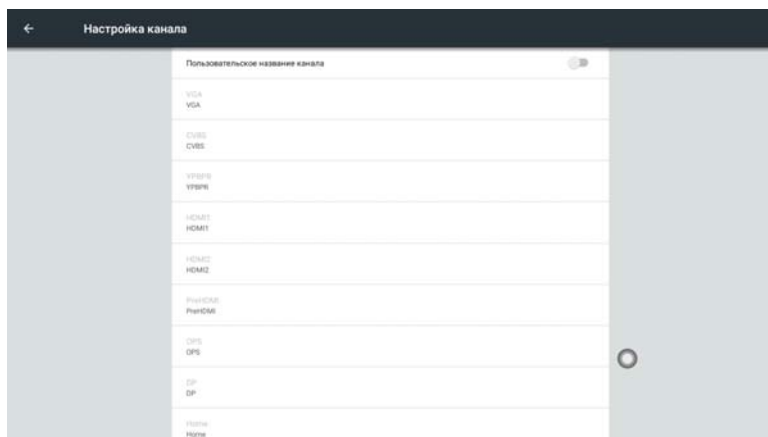 Настройка канала
Пользовательское название канала
VGA
VGA
CVBS
CVBS
YPBPR
YPBPR
HDMI1
HDMI1
HDMI2
HDMI2
PreHDMI
PreHDMI
OPS
OPS
DP
DP
Home
Home